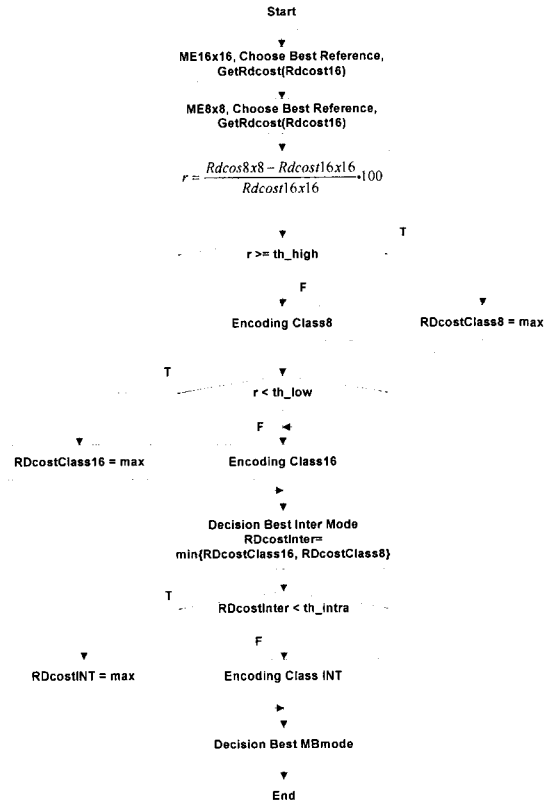 Start
ME16x16, Choose Best Reference,
GetRdcost(Rdcost16)
ME8x8, Choose Best Reference,
GetRdcost(Rdcost16)
r = \frac{Rdcos8x8 - Rdcost16x16}{Rdcost16x16} •100
T
r >= th_high
F
Encoding Class8
RDcostClass8 = max
T
r < th_low
F
RDcostClass16 = max
Encoding Class16
Decision Best Inter Mode
RDcostInter=
min{RDcostClass16, RDcostClass8}
T
RDcostInter < th_intra
F
RDcostINT = max
Encoding Class INT
Decision Best MBmode
End